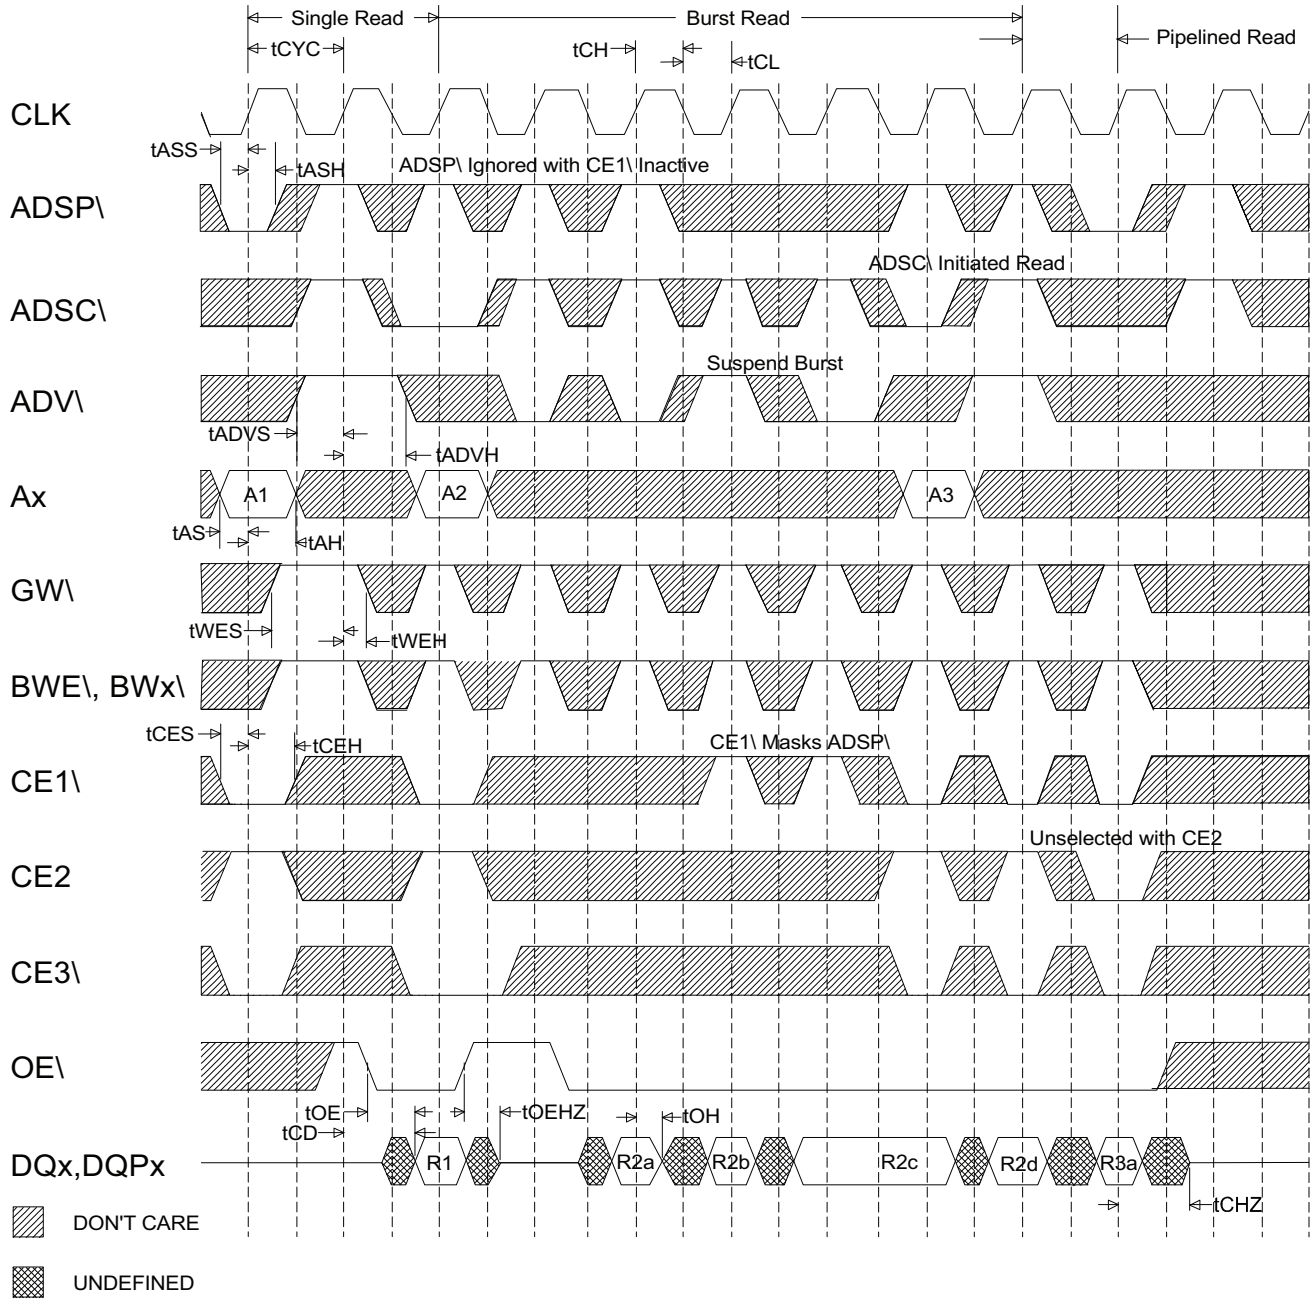 Single Read
Burst Read
Pipelined Read
tCYC
tCH
tCL
CLK
tASS
tASH
ADSP\ Ignored with CE1\ Inactive
ADSP\
ADSC\ Initiated Read
ADSC\
Suspend Burst
ADV\
tADVS
tADVH
Ax
A1
A2
A3
tAS
tAH
GW\
tWES
tWEH
BWE\, BWx\
tCES
tCEH
CE1\ Masks ADSP\
CE1\
Unselected with CE2
CE2
CE3\
OE\
tOE
tOEHZ
tOH
tCD
DQx,DQPx
R1
R2a
R2b
R2c
R2d
R3a
tCHZ
DON'T CARE
UNDEFINED